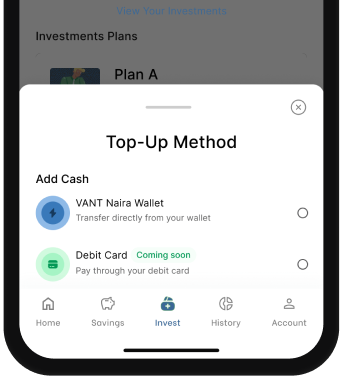 View Your Investments
Investments Plans
Plan A
Top-Up Method
Add Cash
VANT Naira Wallet
Transfer directly from your wallet
Debit Card Coming soon
Pay through your debit card
Home Savings Invest History Account